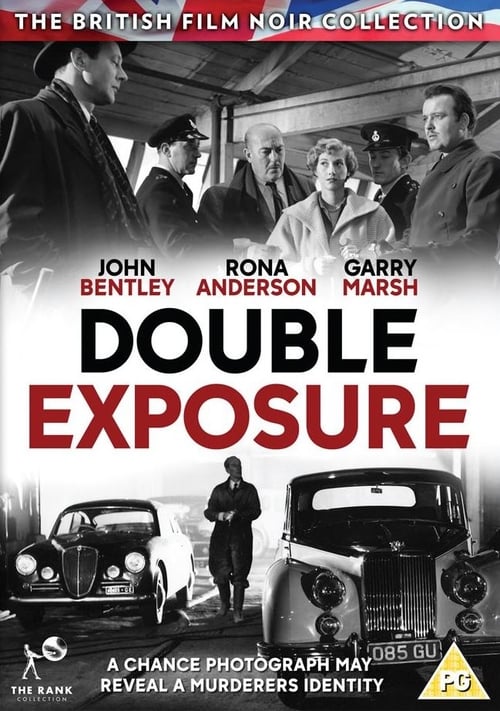 THE BRITISH FILM NOIR COLLECTION
JOHN BENTLEY
RONA ANDERSON
GARRY MARSH
DOUBLE
EXPOSURE
085 GU
A CHANCE PHOTOGRAPH MAY
REVEAL A MURDERERS IDENTITY
THE RANK
COLLECTION
PG